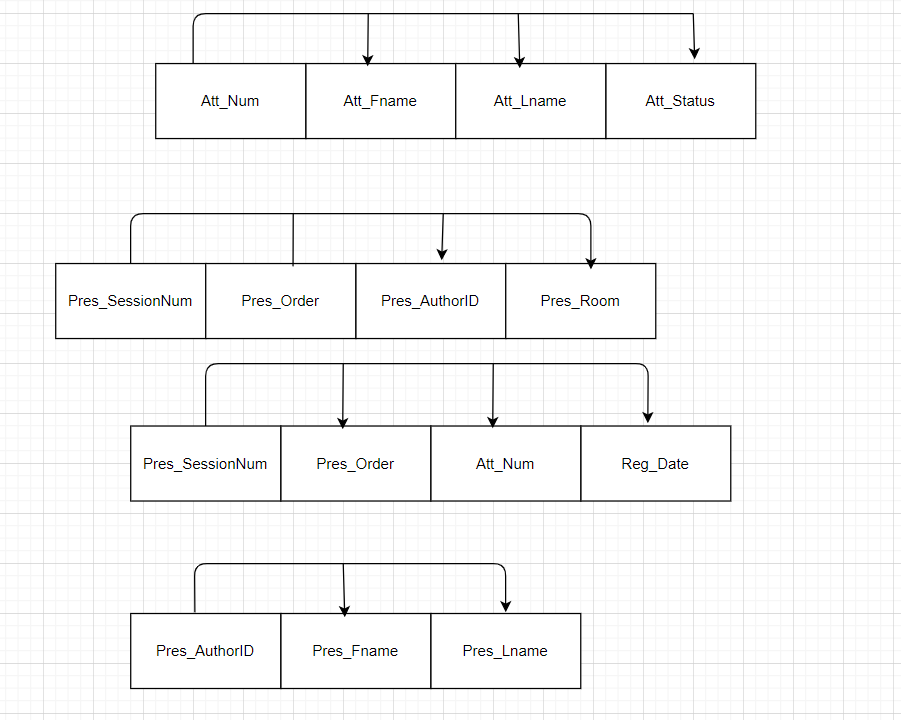 Att_Num Att_Fname Att_Lname Att_Status
Pres_SessionNum Pres_Order Pres_AuthorID Pres_Room
Pres_SessionNum Pres_Order Att_Num Reg_Date
Pres_AuthorID Pres_Fname Pres_Lname